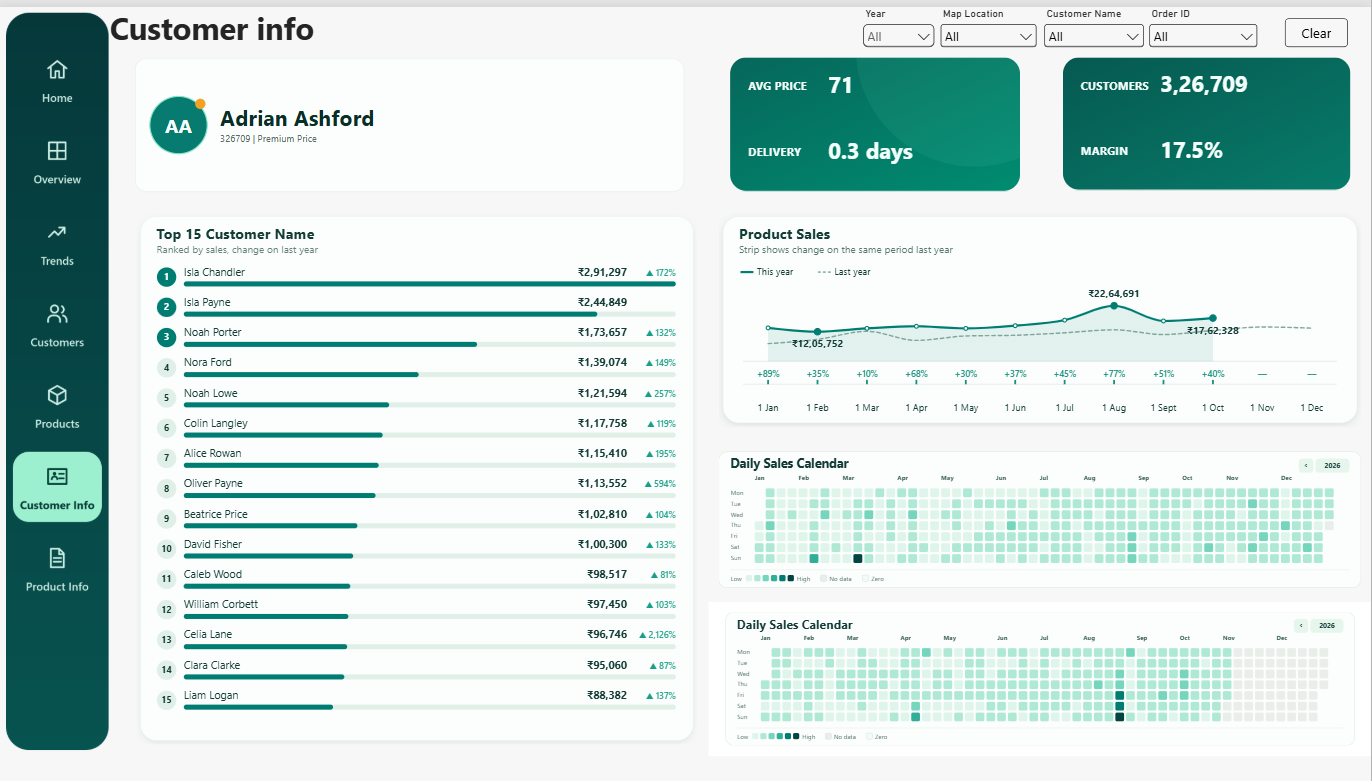 Customer info
Year
Map Location
Customer Name
Order ID
All
All
All
All
Clear
Home
Overview
Trends
Customers
Products
Customer Info
Product Info
AA
Adrian Ashford
326709 | Premium Price
AVG PRICE 71
DELIVERY 0.3 days
CUSTOMERS 3,26,709
MARGIN 17.5%
Top 15 Customer Name
Ranked by sales, change on last year
1 Isla Chandler ₹2,91,297 ▲172%
2 Isla Payne ₹2,44,849
3 Noah Porter ₹1,73,657 ▲132%
4 Nora Ford ₹1,39,074 ▲149%
5 Noah Lowe ₹1,21,594 ▲257%
6 Colin Langley ₹1,17,758 ▲119%
7 Alice Rowan ₹1,15,410 ▲195%
8 Oliver Payne ₹1,13,552 ▲594%
9 Beatrice Price ₹1,02,810 ▲104%
10 David Fisher ₹1,00,300 ▲133%
11 Caleb Wood ₹98,517 ▲81%
12 William Corbett ₹97,450 ▲103%
13 Celia Lane ₹96,746 ▲2,126%
14 Clara Clarke ₹95,060 ▲87%
15 Liam Logan ₹88,382 ▲137%
Product Sales
Strip shows change on the same period last year
This year Last year
₹22,64,691
₹17,62,328
₹12,05,752
+89% +35% +10% +68% +30% +37% +45% +77% +51% +40% — —
1 Jan 1 Feb 1 Mar 1 Apr 1 May 1 Jun 1 Jul 1 Aug 1 Sept 1 Oct 1 Nov 1 Dec
Daily Sales Calendar
‹ 2026
Jan Feb Mar Apr May Jun Jul Aug Sep Oct Nov Dec
Mon
Tue
Wed
Thu
Fri
Sat
Sun
Low High No data Zero
Daily Sales Calendar
‹ 2026
Jan Feb Mar Apr May Jun Jul Aug Sep Oct Nov Dec
Mon
Tue
Wed
Thu
Fri
Sat
Sun
Low High No data Zero